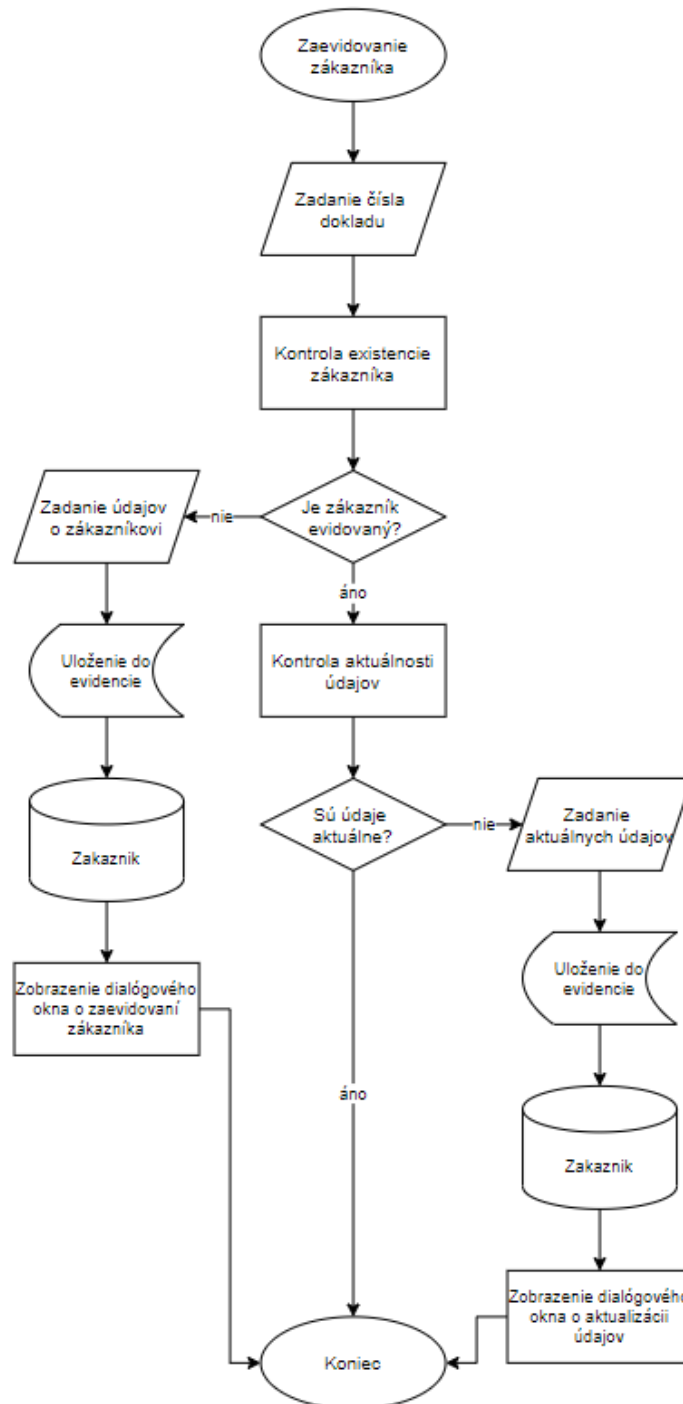 Zaevidovanie
zákazníka
Zadanie čísla
dokladu
Kontrola existencie
zákazníka
Je zákazník
evidovaný?
nie
Zadanie údajov
o zákazníkovi
áno
Uloženie do
evidencie
Kontrola aktuálnosti
údajov
Zakaznik
Sú údaje
aktuálne?
nie
Zadanie
aktuálnych údajov
Zobrazenie dialógového
okna o zaevidovaní
zákazníka
Uloženie do
evidencie
áno
Zakaznik
Zobrazenie dialógového
okna o aktualizácii
údajov
Koniec